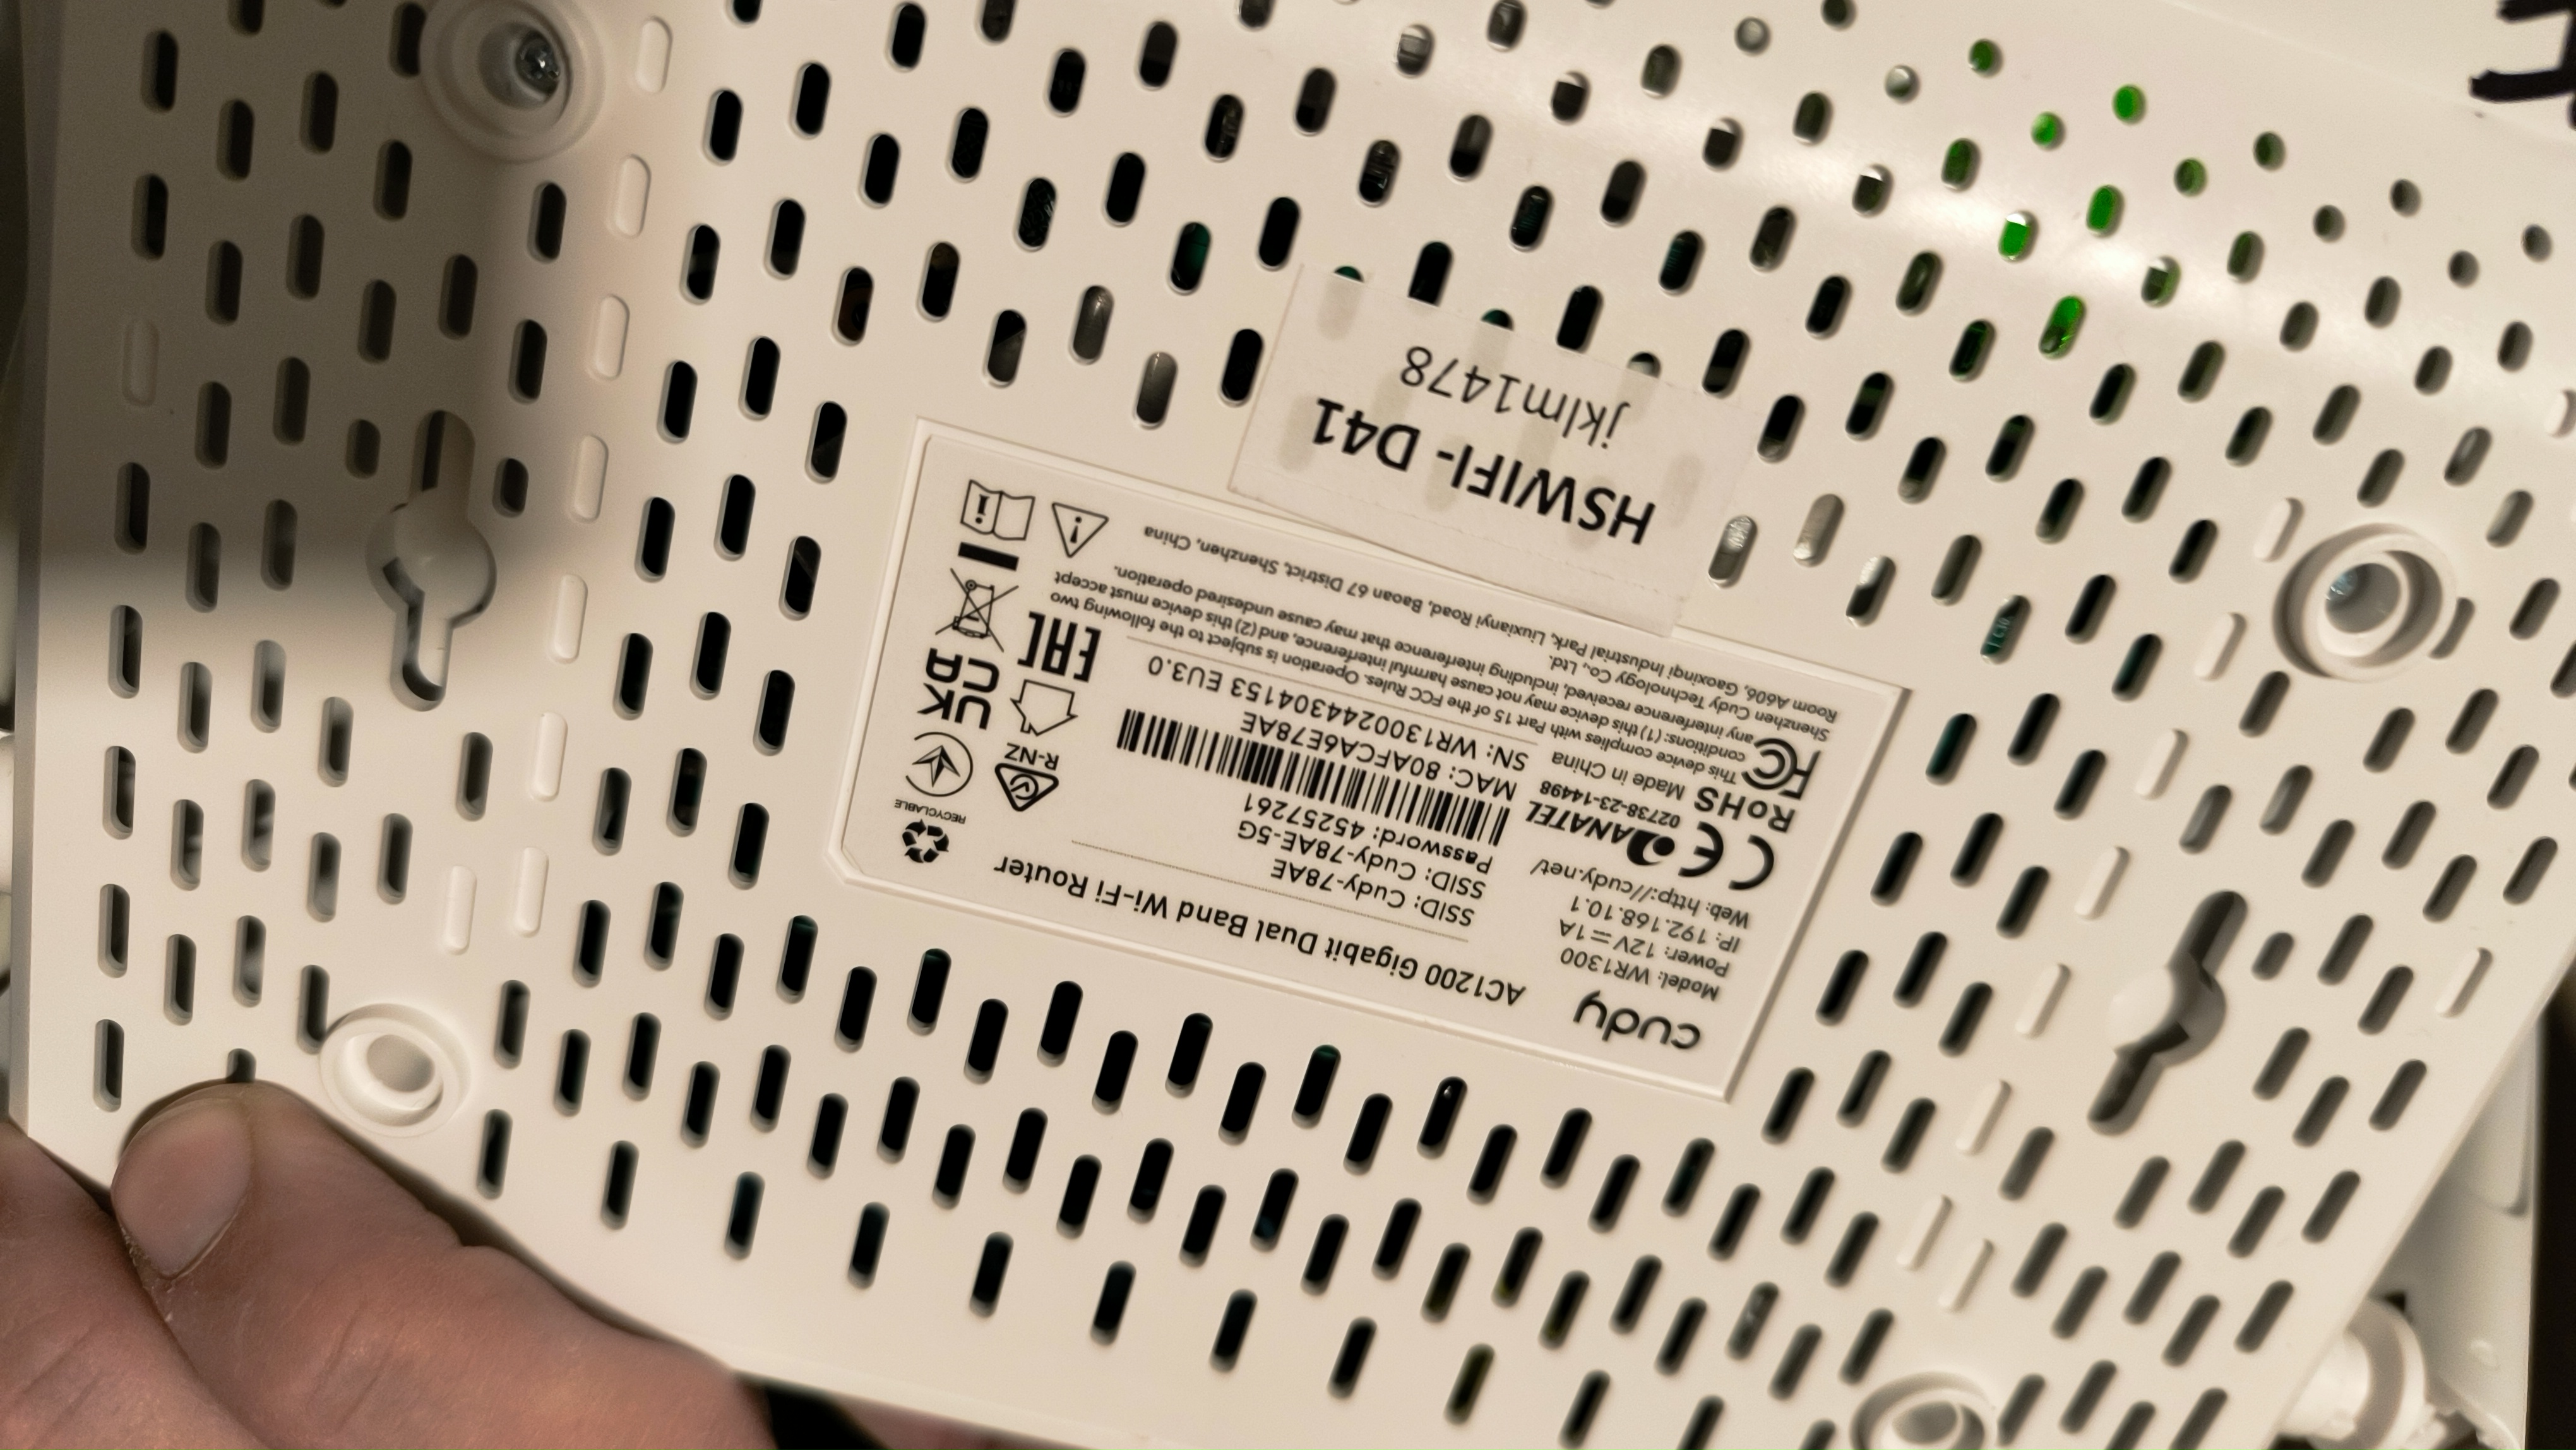 cudy
AC1200 Gigabit Dual Band Wi-Fi Router
Model: WR1300
Power: 12V⎓1A
IP: 192.168.10.1
Web: http://cudy.net/
SSID: Cudy-78AE
SSID: Cudy-78AE-5G
Password: 45257261
MAC: 80AFCA6E78AE
SN: WR1300244304153 EU3.0
CE ANATEL
02738-23-14498
RoHS Made in China
FC This device complies with Part 15 of the FCC Rules. Operation is subject to the following two
conditions: (1) this device may not cause harmful interference, and (2) this device must accept
any interference received, including interference that may cause undesired operation.
Shenzhen Cudy Technology Co., Ltd.
Room A606, Gaoxinqi Industrial Park, Liuxianyi Road, Baoan 67 District, Shenzhen, China
RECYCLABLE
R-NZ
UK
CA
EAC
HSWIFI- D41
jklm1478